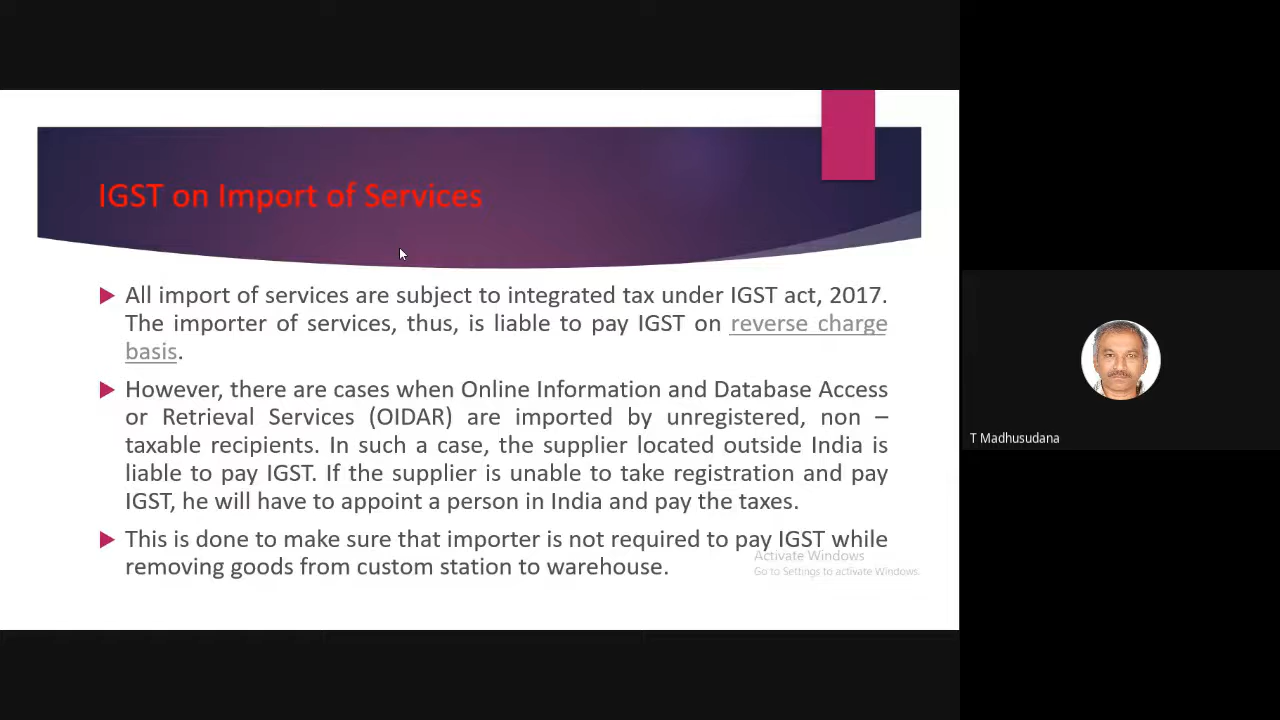 IGST on Import of Services
All import of services are subject to integrated tax under IGST act, 2017.
The importer of services, thus, is liable to pay IGST on reverse charge
basis.
However, there are cases when Online Information and Database Access
or Retrieval Services (OIDAR) are imported by unregistered, non –
taxable recipients. In such a case, the supplier located outside India is
liable to pay IGST. If the supplier is unable to take registration and pay
IGST, he will have to appoint a person in India and pay the taxes.
This is done to make sure that importer is not required to pay IGST while
removing goods from custom station to warehouse.
Activate Windows
Go to Settings to activate Windows.
T Madhusudana